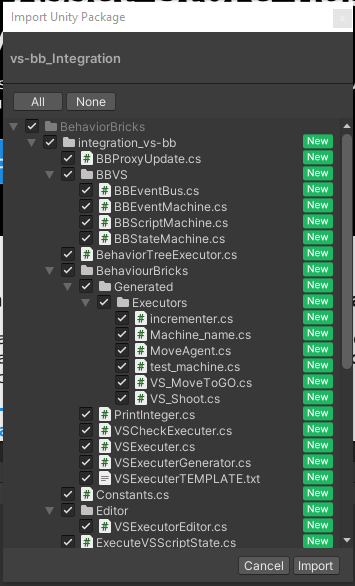 Import Unity Package
vs-bb_Integration
All None
BehaviorBricks
integration_vs-bb New
BBProxyUpdate.cs New
BBVS New
BBEventBus.cs New
BBEventMachine.cs New
BBScriptMachine.cs New
BBStateMachine.cs New
BehaviorTreeExecutor.cs New
BehaviourBricks New
Generated New
Executors New
incrementer.cs New
Machine_name.cs New
MoveAgent.cs New
test_machine.cs New
VS_MoveToGO.cs New
VS_Shoot.cs New
PrintInteger.cs New
VSCheckExecuter.cs New
VSExecuter.cs New
VSExecuterGenerator.cs New
VSExecuterTEMPLATE.txt New
Constants.cs New
Editor New
VSExecutorEditor.cs New
ExecuteVSScriptState.cs New
Cancel Import